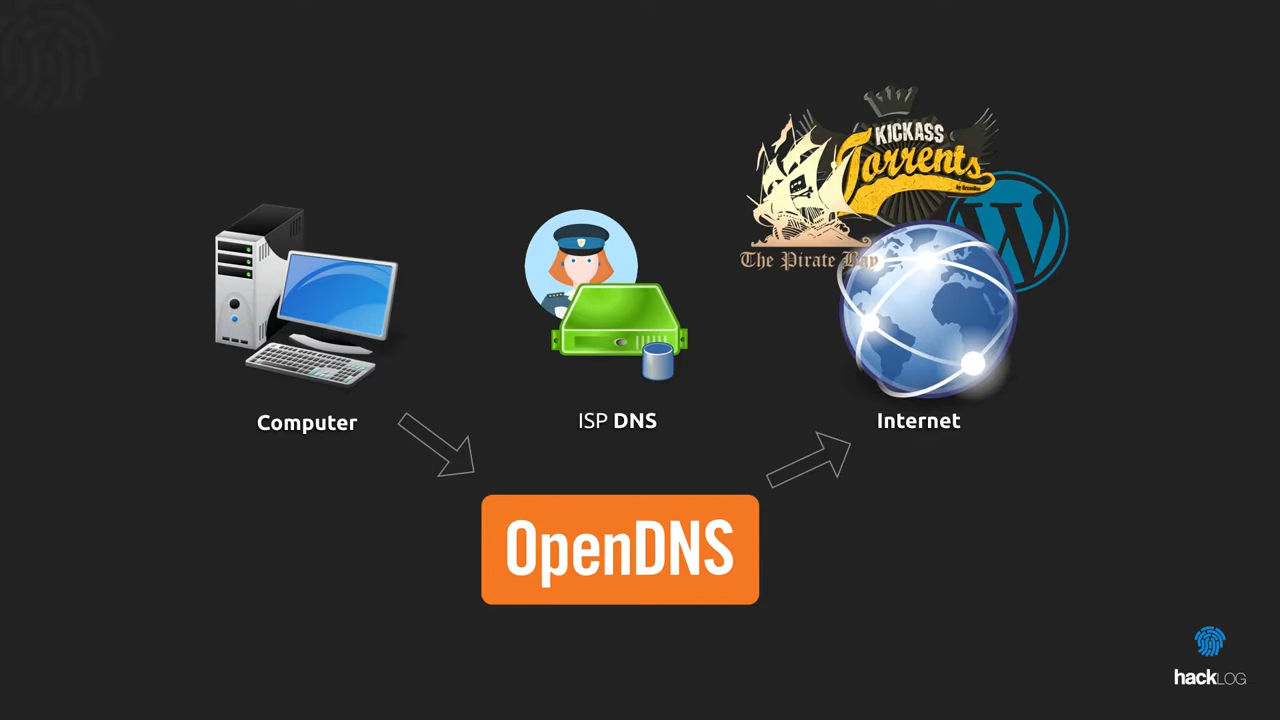 KICKASS
Torrents
The Pirate Bay
W
Computer
ISP DNS
Internet
OpenDNS
hackLOG